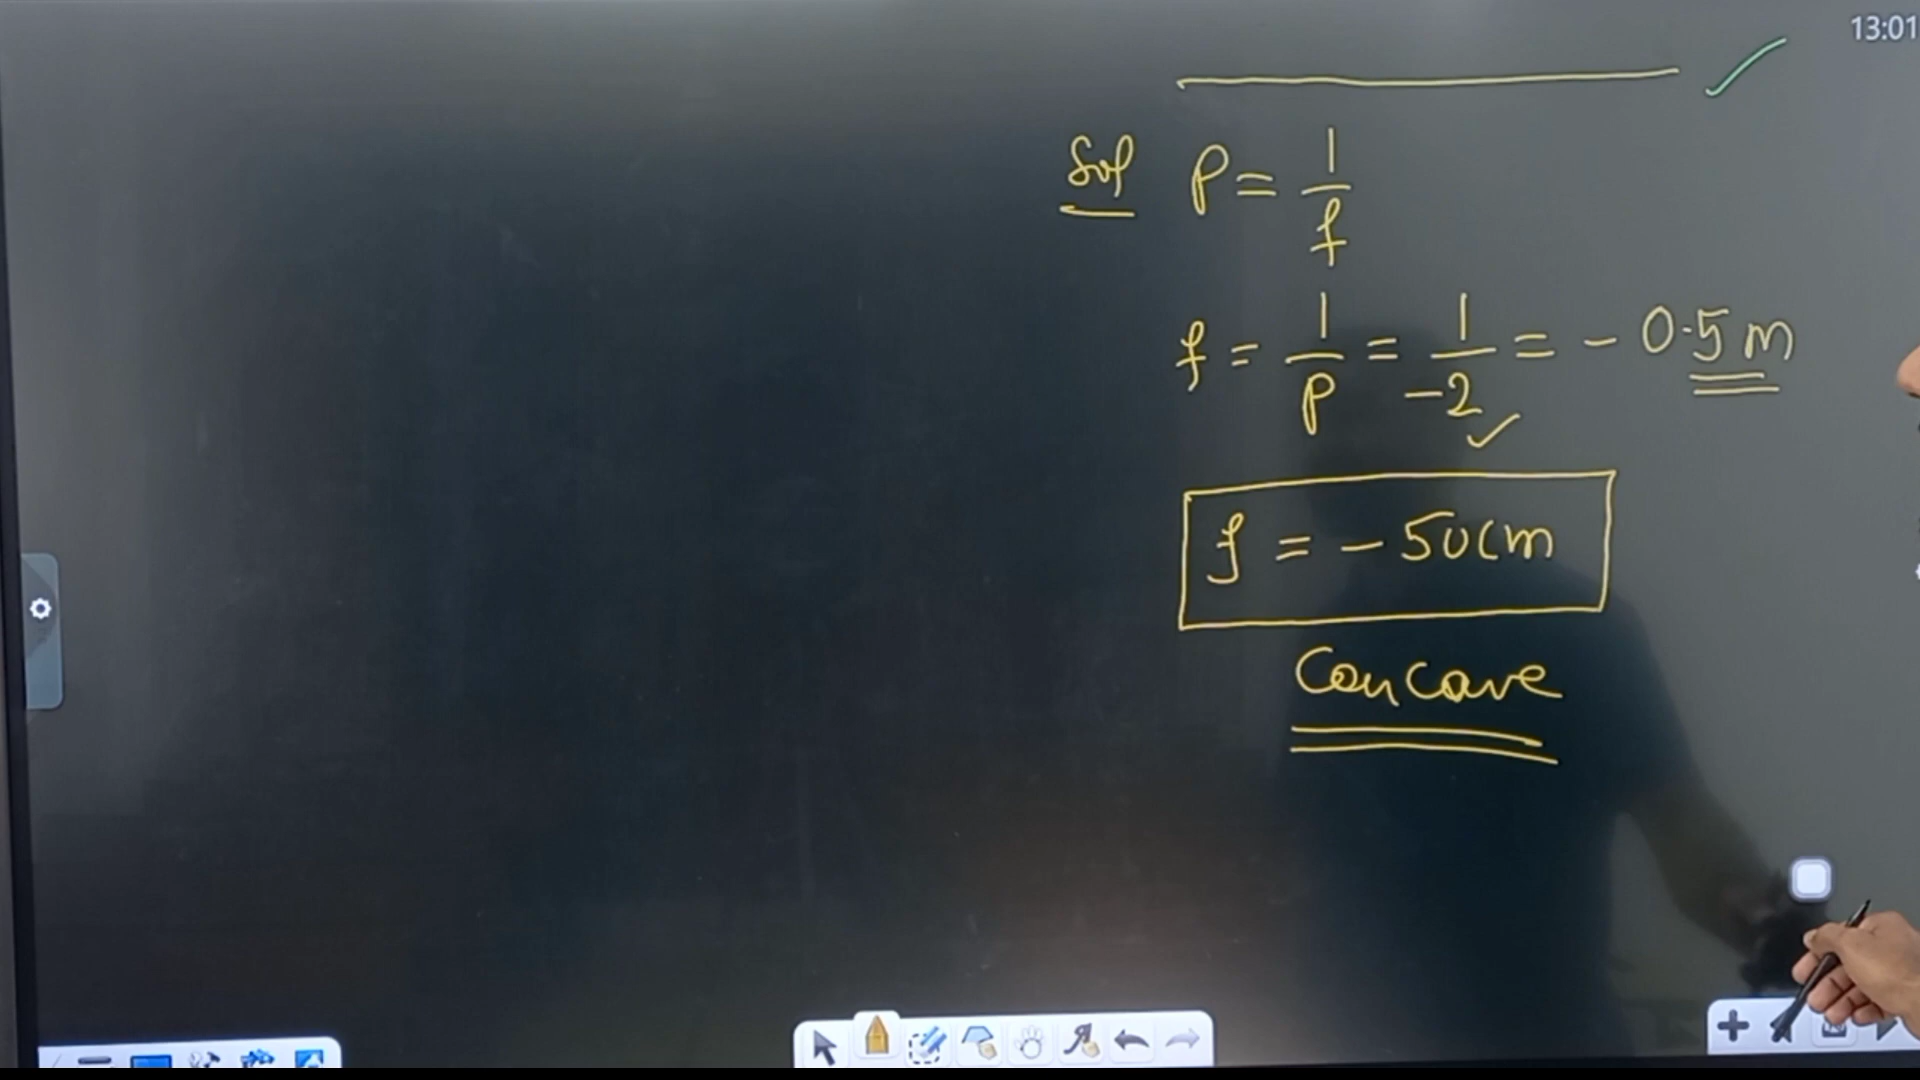 13:01
Sol P = 1/f
f = 1/P = 1/-2 = - 0.5 m
f = - 50cm
Concave